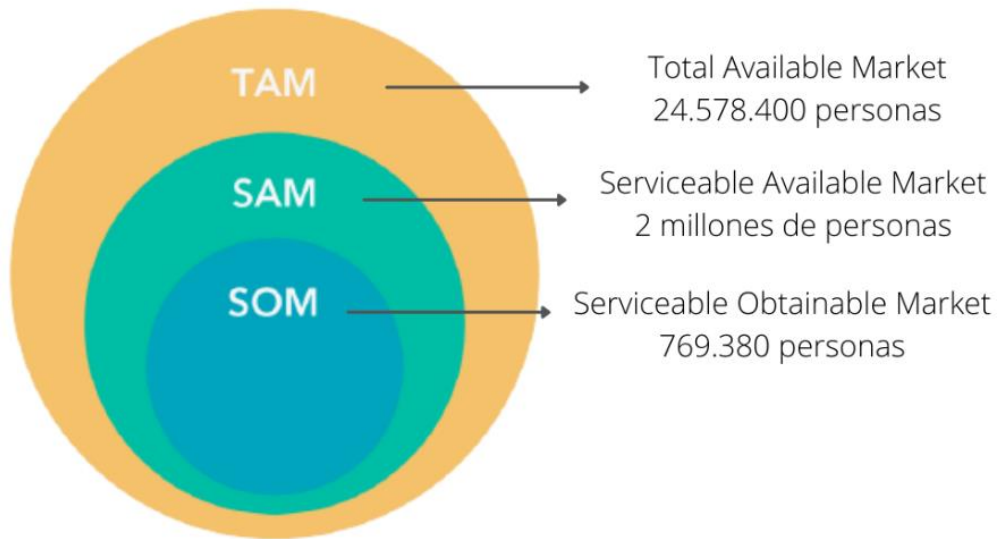 TAM
Total Available Market
24.578.400 personas
SAM
Serviceable Available Market
2 millones de personas
SOM
Serviceable Obtainable Market
769.380 personas